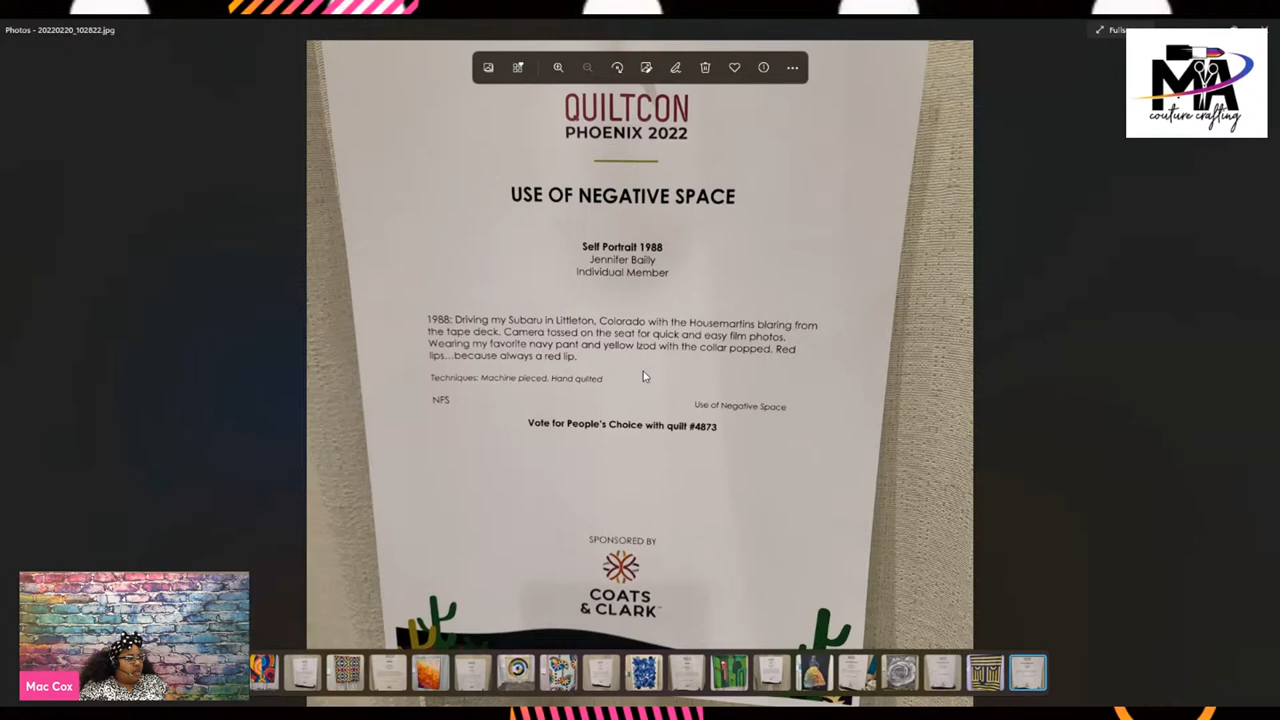 Photos - 20220220_102822.jpg
MA
couture crafting
QUILTCON
PHOENIX 2022
USE OF NEGATIVE SPACE
Self Portrait 1988
Jennifer Bailly
Individual Member
1988: Driving my Subaru in Littleton, Colorado with the Housemartins blaring from
the tape deck. Camera tossed on the seat for quick and easy film photos.
Wearing my favorite navy pant and yellow Izod with the collar popped. Red
lips...because always a red lip.
Techniques: Machine pieced, Hand quilted
NFS
Use of Negative Space
Vote for People's Choice with quilt #4873
SPONSORED BY
COATS
& CLARK™
Mac Cox